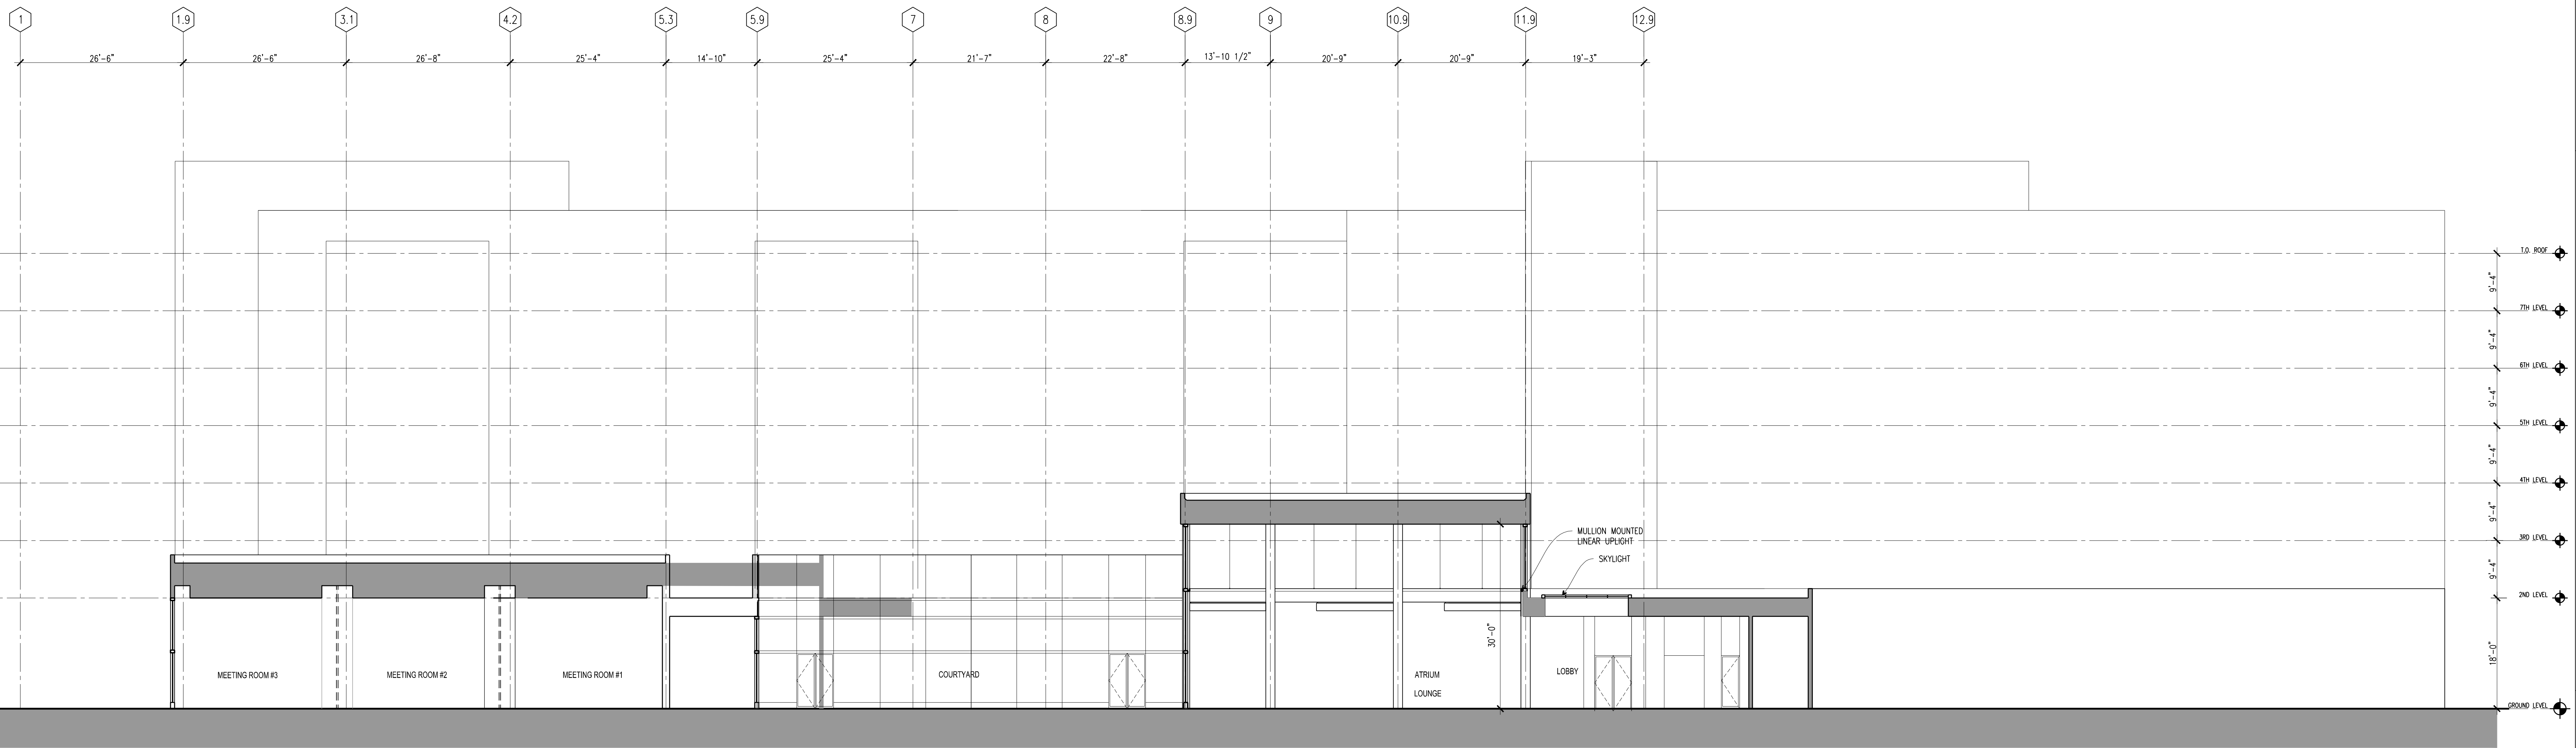 1 1.9 3.1 4.2 5.3 5.9 7 8 8.9 9 10.9 11.9 12.9
26'-6" 26'-6" 26'-8" 25'-4" 14'-10" 25'-4" 21'-7" 22'-8" 13'-10 1/2" 20'-9" 20'-9" 19'-3"
T.O. ROOF
9'-4"
7TH LEVEL
9'-4"
6TH LEVEL
9'-4"
5TH LEVEL
9'-4"
4TH LEVEL
9'-4"
3RD LEVEL
9'-4"
2ND LEVEL
18'-0"
GROUND LEVEL
MULLION MOUNTED
LINEAR UPLIGHT
SKYLIGHT
30'-0"
MEETING ROOM #3
MEETING ROOM #2
MEETING ROOM #1
COURTYARD
ATRIUM
LOUNGE
LOBBY